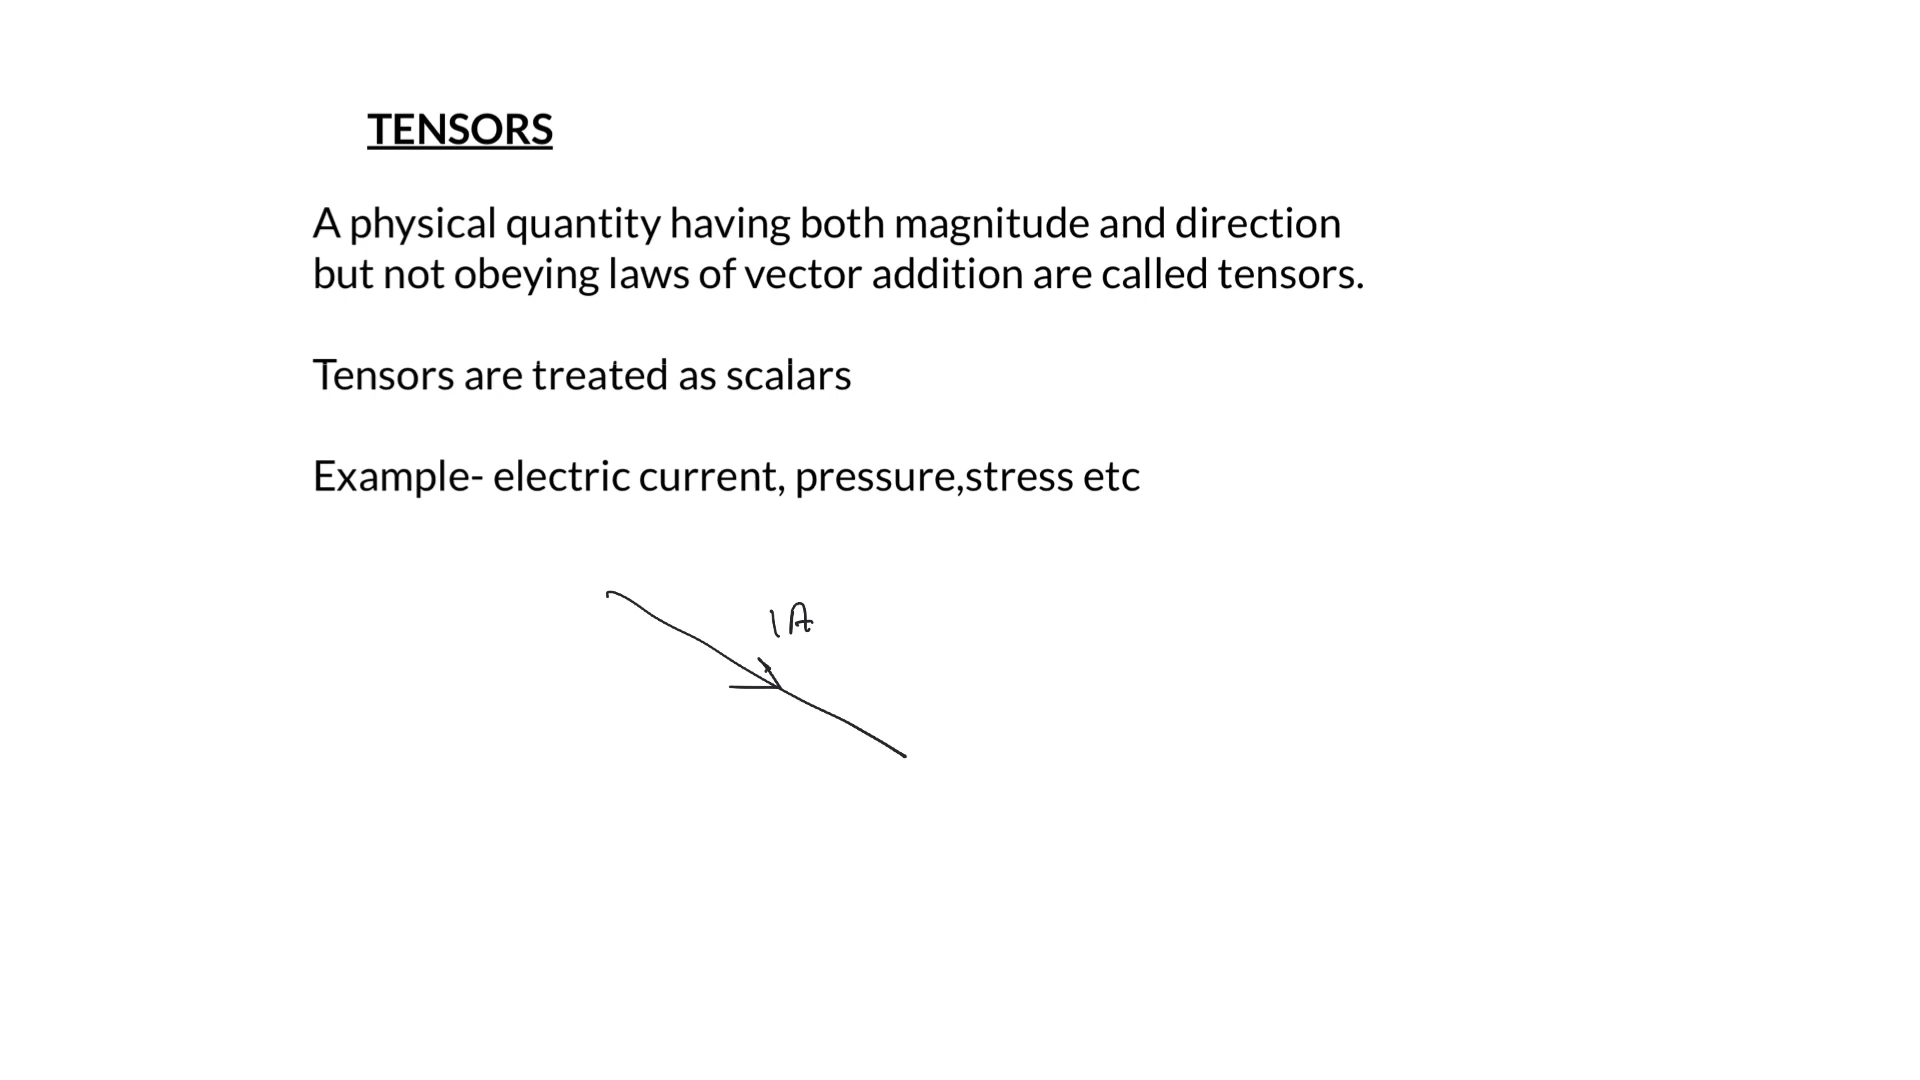 TENSORS
A physical quantity having both magnitude and direction
but not obeying laws of vector addition are called tensors.
Tensors are treated as scalars
Example- electric current, pressure,stress etc
1A